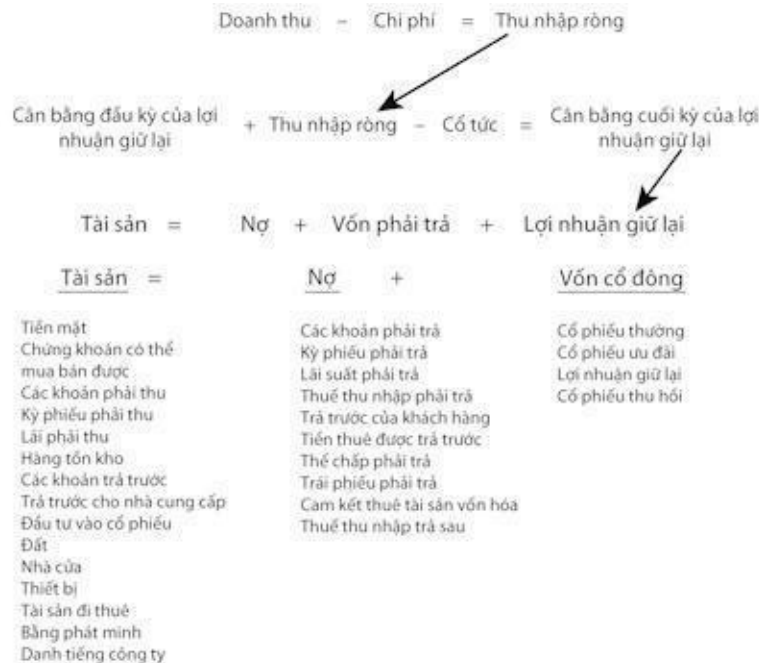 Doanh thu – Chi phí = Thu nhập ròng
Cân bằng đầu kỳ của lợi nhuận giữ lại + Thu nhập ròng – Cổ tức = Cân bằng cuối kỳ của lợi nhuận giữ lại
Tài sản = Nợ + Vốn phải trả + Lợi nhuận giữ lại
Tài sản = Nợ + Vốn cổ đông
Tiền mặt
Chứng khoán có thể
mua bán được
Các khoản phải thu
Kỳ phiếu phải thu
Lãi phải thu
Hàng tồn kho
Các khoản trả trước
Trả trước cho nhà cung cấp
Đầu tư vào cổ phiếu
Đất
Nhà cửa
Thiết bị
Tài sản đi thuê
Bằng phát minh
Danh tiếng công ty
Các khoản phải trả
Kỳ phiếu phải trả
Lãi suất phải trả
Thuế thu nhập phải trả
Trả trước của khách hàng
Tiền thuê được trả trước
Thế chấp phải trả
Trái phiếu phải trả
Cam kết thuê tài sản vốn hóa
Thuế thu nhập trả sau
Cổ phiếu thường
Cổ phiếu ưu đãi
Lợi nhuận giữ lại
Cổ phiếu thu hồi